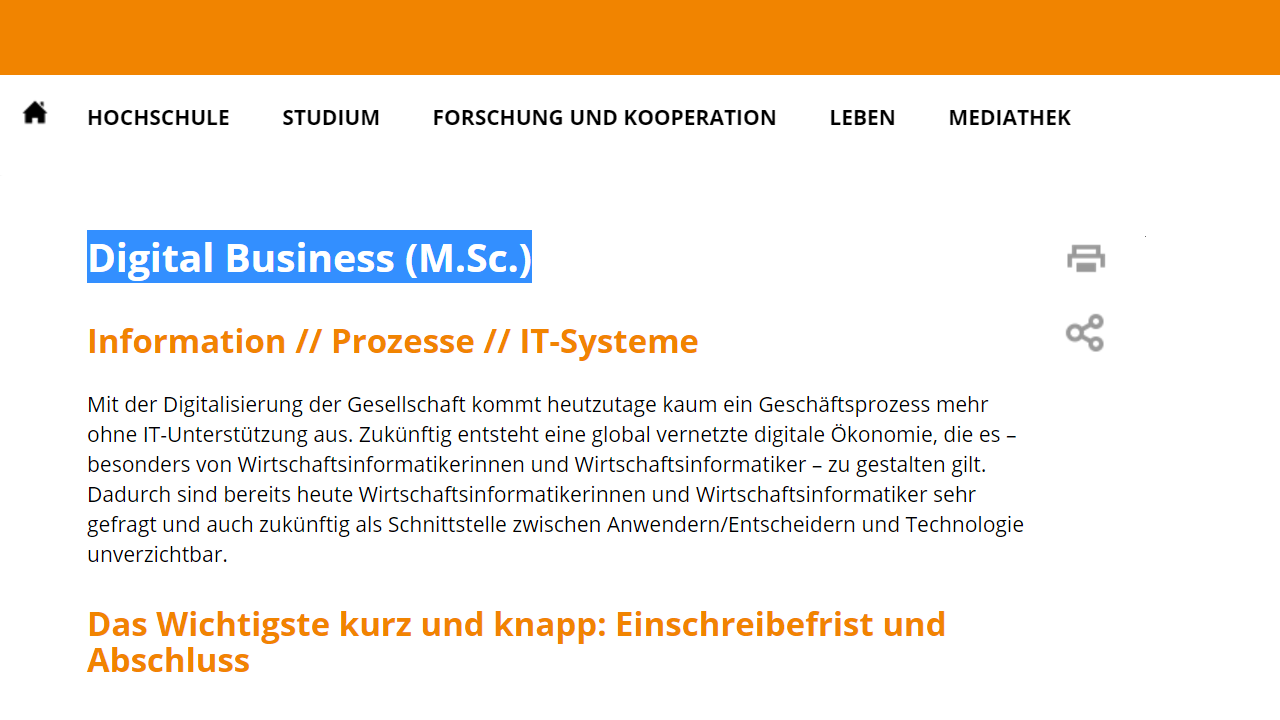 HOCHSCHULE STUDIUM FORSCHUNG UND KOOPERATION LEBEN MEDIATHEK
Digital Business (M.Sc.)
Information // Prozesse // IT-Systeme
Mit der Digitalisierung der Gesellschaft kommt heutzutage kaum ein Geschäftsprozess mehr
ohne IT-Unterstützung aus. Zukünftig entsteht eine global vernetzte digitale Ökonomie, die es –
besonders von Wirtschaftsinformatikerinnen und Wirtschaftsinformatiker – zu gestalten gilt.
Dadurch sind bereits heute Wirtschaftsinformatikerinnen und Wirtschaftsinformatiker sehr
gefragt und auch zukünftig als Schnittstelle zwischen Anwendern/Entscheidern und Technologie
unverzichtbar.
Das Wichtigste kurz und knapp: Einschreibefrist und
Abschluss